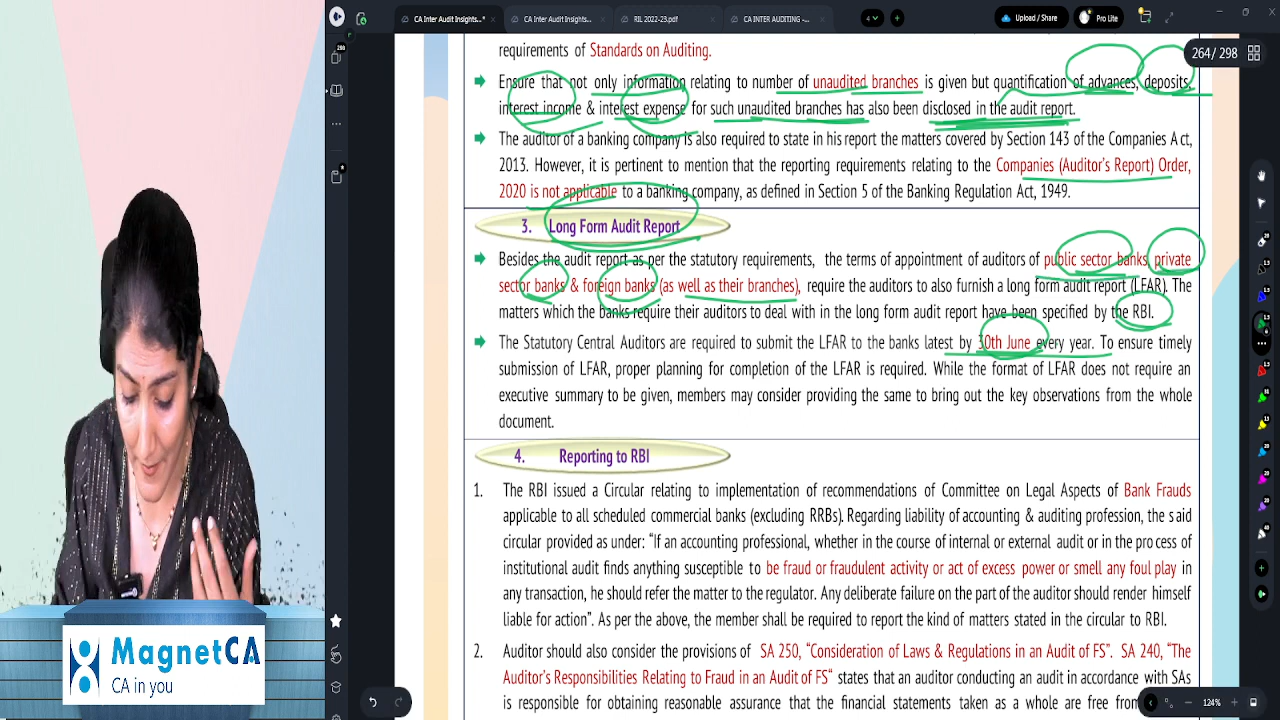 CA Inter Audit Insights...*
CA Inter Audit Insights...
RIL 2022-23.pdf
CA INTER AUDITING -...
4
Upload / Share
Pro Lite
264/ 298
requirements of Standards on Auditing.
Ensure that not only information relating to number of unaudited branches is given but quantification of advances, deposits,
interest income & interest expense for such unaudited branches has also been disclosed in the audit report.
The auditor of a banking company is also required to state in his report the matters covered by Section 143 of the Companies Act,
2013. However, it is pertinent to mention that the reporting requirements relating to the Companies (Auditor's Report) Order,
2020 is not applicable to a banking company, as defined in Section 5 of the Banking Regulation Act, 1949.
3. Long Form Audit Report
Besides the audit report as per the statutory requirements, the terms of appointment of auditors of public sector banks, private
sector banks & foreign banks (as well as their branches), require the auditors to also furnish a long form audit report (LFAR). The
matters which the banks require their auditors to deal with in the long form audit report have been specified by the RBI.
The Statutory Central Auditors are required to submit the LFAR to the banks latest by 30th June every year. To ensure timely
submission of LFAR, proper planning for completion of the LFAR is required. While the format of LFAR does not require an
executive summary to be given, members may consider providing the same to bring out the key observations from the whole
document.
4. Reporting to RBI
1. The RBI issued a Circular relating to implementation of recommendations of Committee on Legal Aspects of Bank Frauds
applicable to all scheduled commercial banks (excluding RRBs). Regarding liability of accounting & auditing profession, the said
circular provided as under: “If an accounting professional, whether in the course of internal or external audit or in the process of
institutional audit finds anything susceptible to be fraud or fraudulent activity or act of excess power or smell any foul play in
any transaction, he should refer the matter to the regulator. Any deliberate failure on the part of the auditor should render himself
liable for action”. As per the above, the member shall be required to report the kind of matters stated in the circular to RBI.
2. Auditor should also consider the provisions of SA 250, “Consideration of Laws & Regulations in an Audit of FS”. SA 240, “The
Auditor's Responsibilities Relating to Fraud in an Audit of FS” states that an auditor conducting an audit in accordance with SAs
is responsible for obtaining reasonable assurance that the financial statements taken as a whole are free from
MagnetCA
CA in you
124%